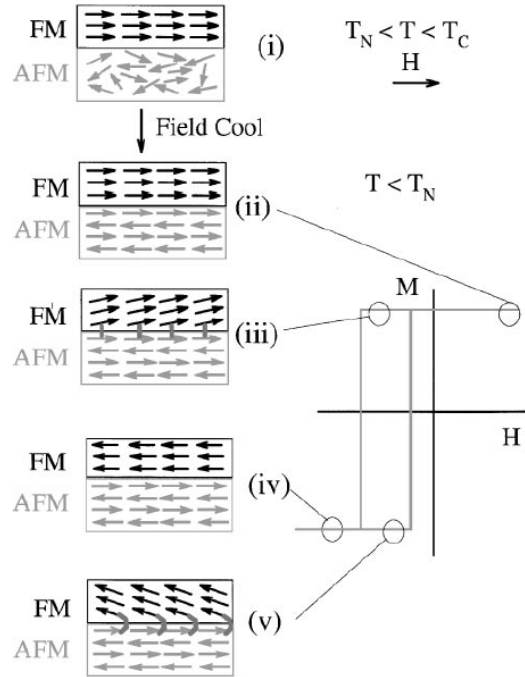 FM
AFM
(i)
T_N < T < T_C
H
Field Cool
FM
AFM
(ii)
T < T_N
FM
AFM
(iii)
M
H
FM
AFM
(iv)
FM
AFM
(v)